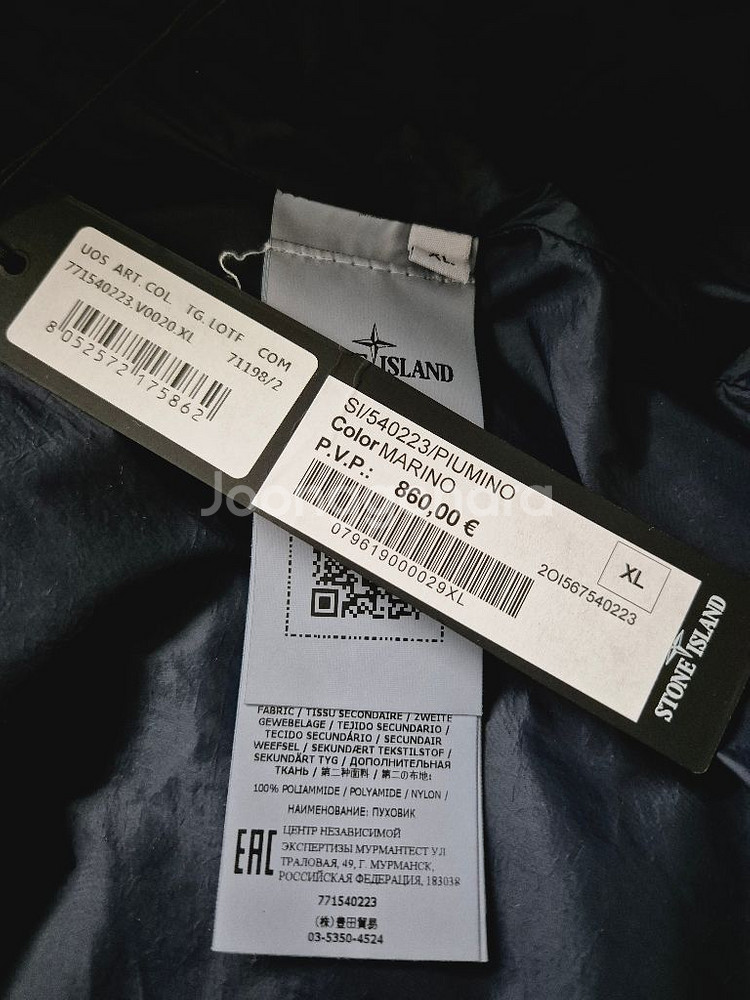 XL
ISLAND
UOS ART.COL. TG.LOTF COM
771540223.V0020.XL 71198/2
8 052572 175862
SI/540223/PIUMINO
Color MARINO
P.V.P.: 860,00 €
079619000029XL
2OI567540223
XL
STONE ISLAND
FABRIC / TISSU SECONDAIRE / ZWEITE
GEWEBELAGE / TEJIDO SECUNDARIO /
TECIDO SECUNDÁRIO / SECUNDAIR
WEEFSEL / SEKUNDÆRT TEKSTILSTOF /
SEKUNDÄRT TYG / ДОПОЛНИТЕЛЬНАЯ
ТКАНЬ / 第二种面料 / 第二の布地:
100% POLIAMMIDE / POLYAMIDE / NYLON /
НАИМЕНОВАНИЕ: ПУХОВИК
EAC
ЦЕНТР НЕЗАВИСИМОЙ
ЭКСПЕРТИЗЫ МУРМАНТЕСТ УЛ
ТРАЛОВАЯ, 49, Г. МУРМАНСК,
РОССИЙСКАЯ ФЕДЕРАЦИЯ, 183038
771540223
(株)豊田貿易
03-5350-4524